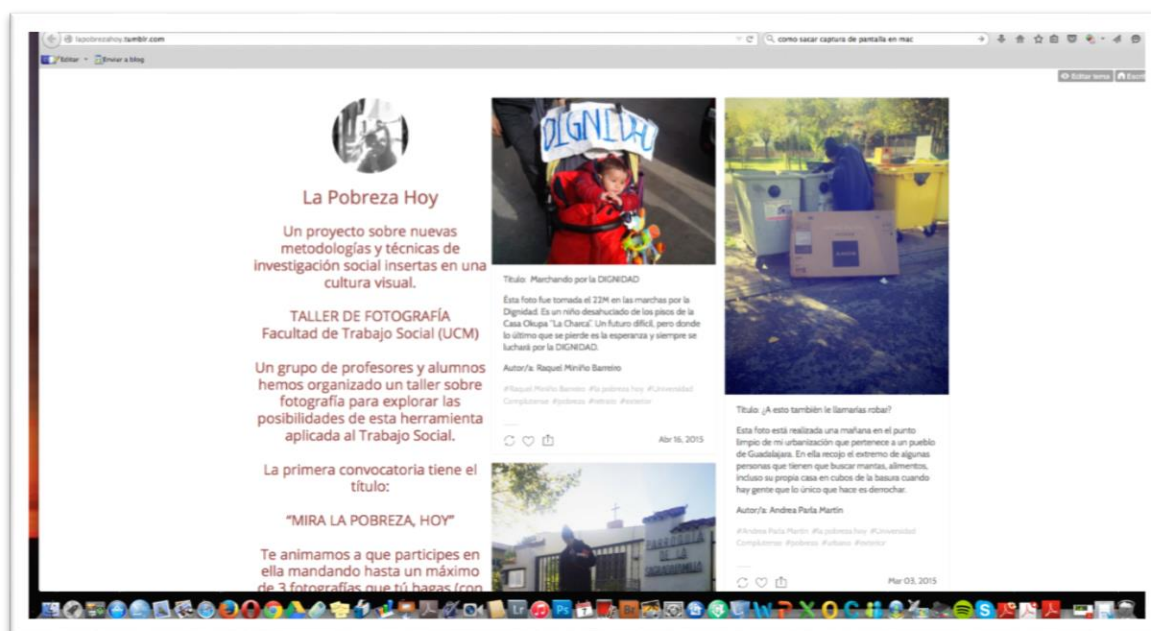 lapobrezahoy.tumblr.com
como sacar captura de pantalla en mac
Editar
Enviar a blog
Editar tema
La Pobreza Hoy
Un proyecto sobre nuevas
metodologías y técnicas de
investigación social insertas en una
cultura visual.
TALLER DE FOTOGRAFÍA
Facultad de Trabajo Social (UCM)
Un grupo de profesores y alumnos
hemos organizado un taller sobre
fotografía para explorar las
posibilidades de esta herramienta
aplicada al Trabajo Social.
La primera convocatoria tiene el
título:
“MIRA LA POBREZA, HOY”
Te animamos a que participes en
ella mandando hasta un máximo
de 3 fotografías que tú hagas (con
DIGNIDAD
Título: Marchando por la DIGNIDAD
Ésta foto fue tomada el 22M en las marchas por la
Dignidad. Es un niño desahuciado de los pisos de la
Casa Okupa "La Charca". Un futuro difícil, pero donde
lo último que se pierde es la esperanza y siempre se
luchará por la DIGNIDAD.
Autor/a: Raquel Miniño Barreiro
#Raquel Miniño Barreiro #la pobreza hoy #Universidad
Complutense #pobreza #retrato #exterior
Abr 16, 2015
PARROQUIA
DE LA
Título: ¿A esto también le llamarías robar?
Esta foto está realizada una mañana en el punto
limpio de mi urbanización que pertenece a un pueblo
de Guadalajara. En ella recojo el extremo de algunas
personas que tienen que buscar mantas, alimentos,
incluso su propia casa en cubos de la basura cuando
hay gente que lo único que hace es derrochar.
Autor/a: Andrea Parla Martin
#Andrea Parla Martin #la pobreza hoy #Universidad
Complutense #pobreza #urbano #exterior
Mar 03, 2015